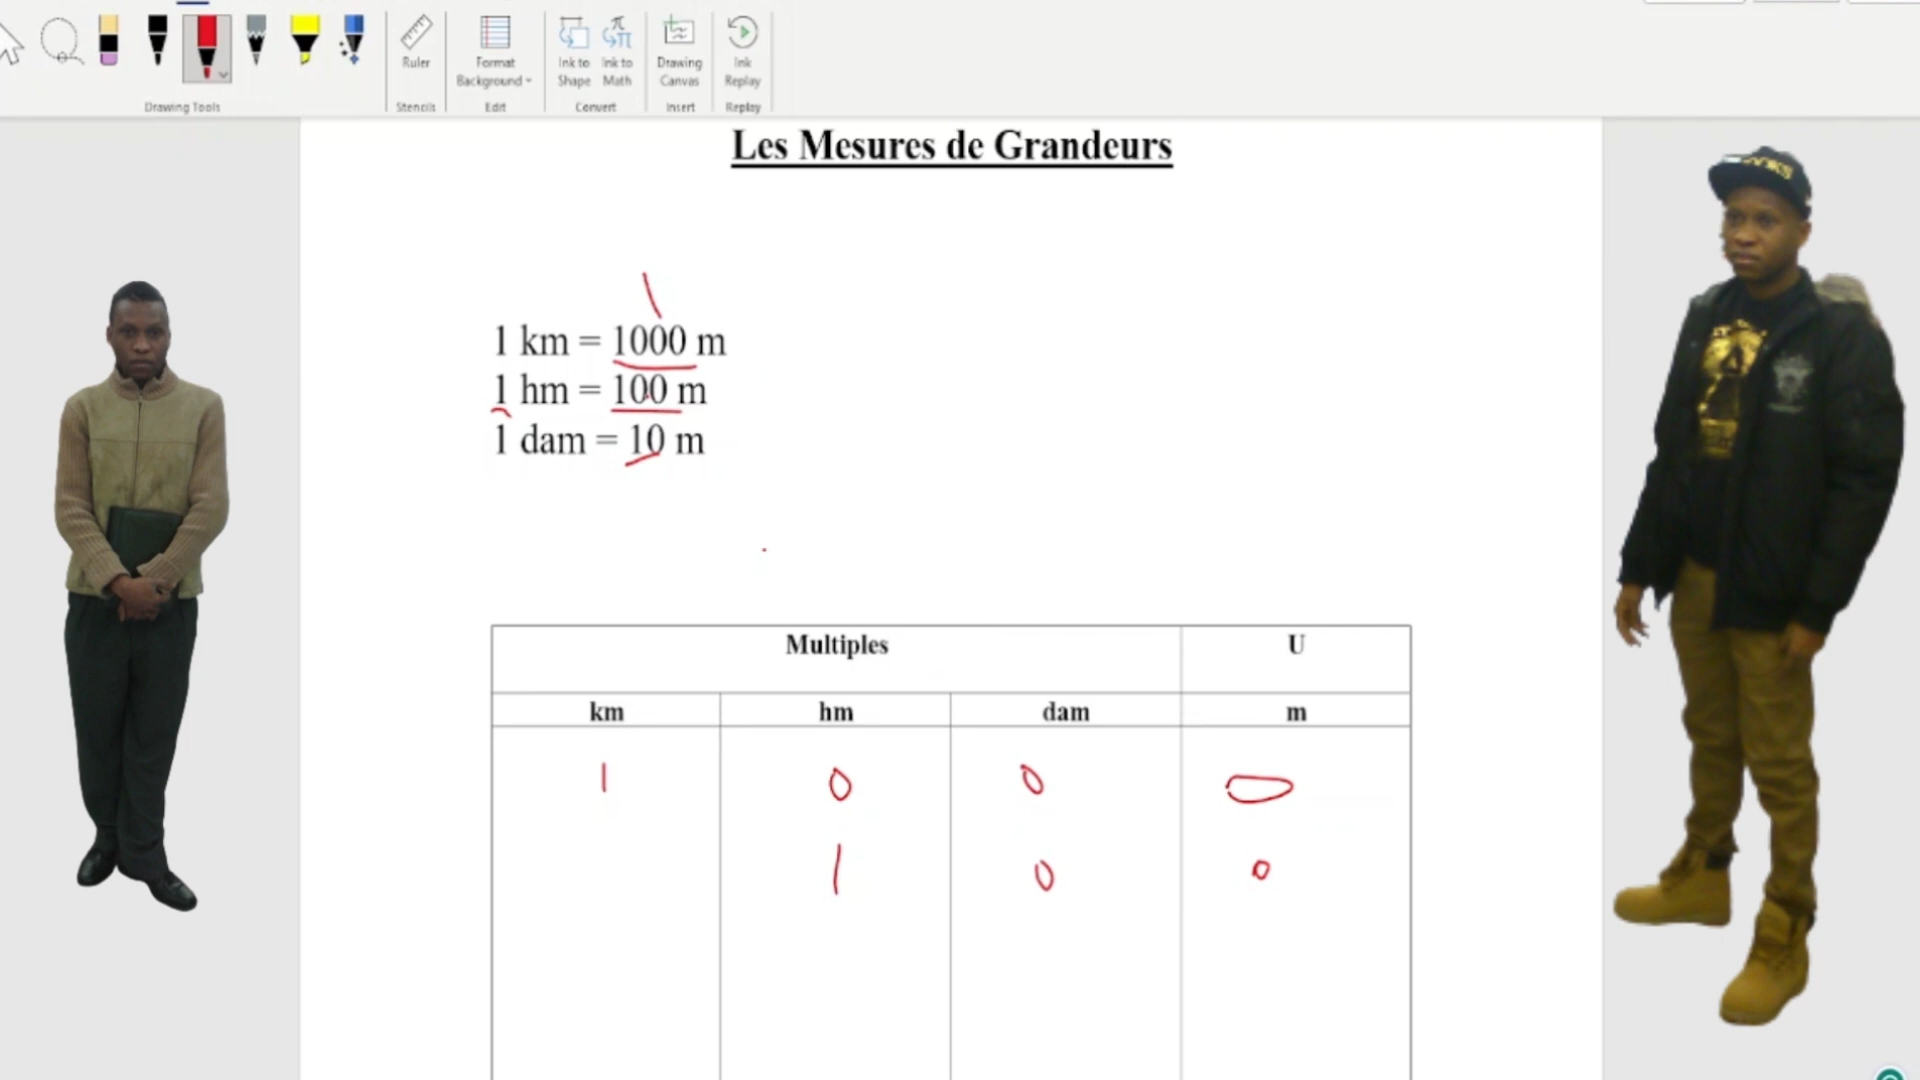 Ruler
Format
Background
Ink to
Shape
Ink to
Math
Drawing
Canvas
Ink
Replay
Drawing Tools
Stencils
Edit
Convert
Insert
Replay
Les Mesures de Grandeurs
1 km = 1000 m
1 hm = 100 m
1 dam = 10 m
Multiples U
km hm dam m
1 0 0 0
1 0 0